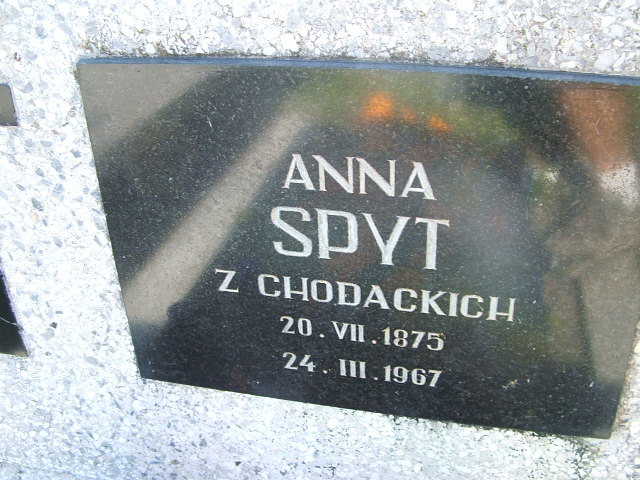 ANNA
SPYT
Z CHODACKICH
20.VII.1875
24.III.1967